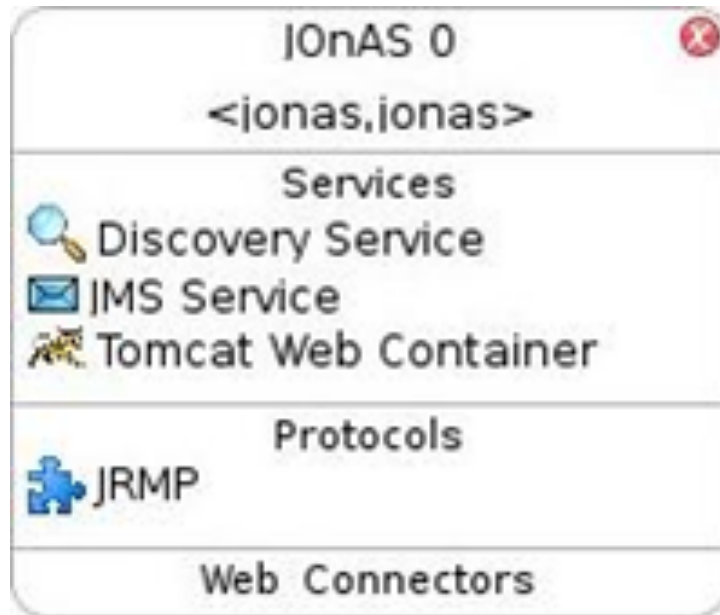 JOnAS 0
<jonas,jonas>
Services
Discovery Service
JMS Service
Tomcat Web Container
Protocols
JRMP
Web Connectors